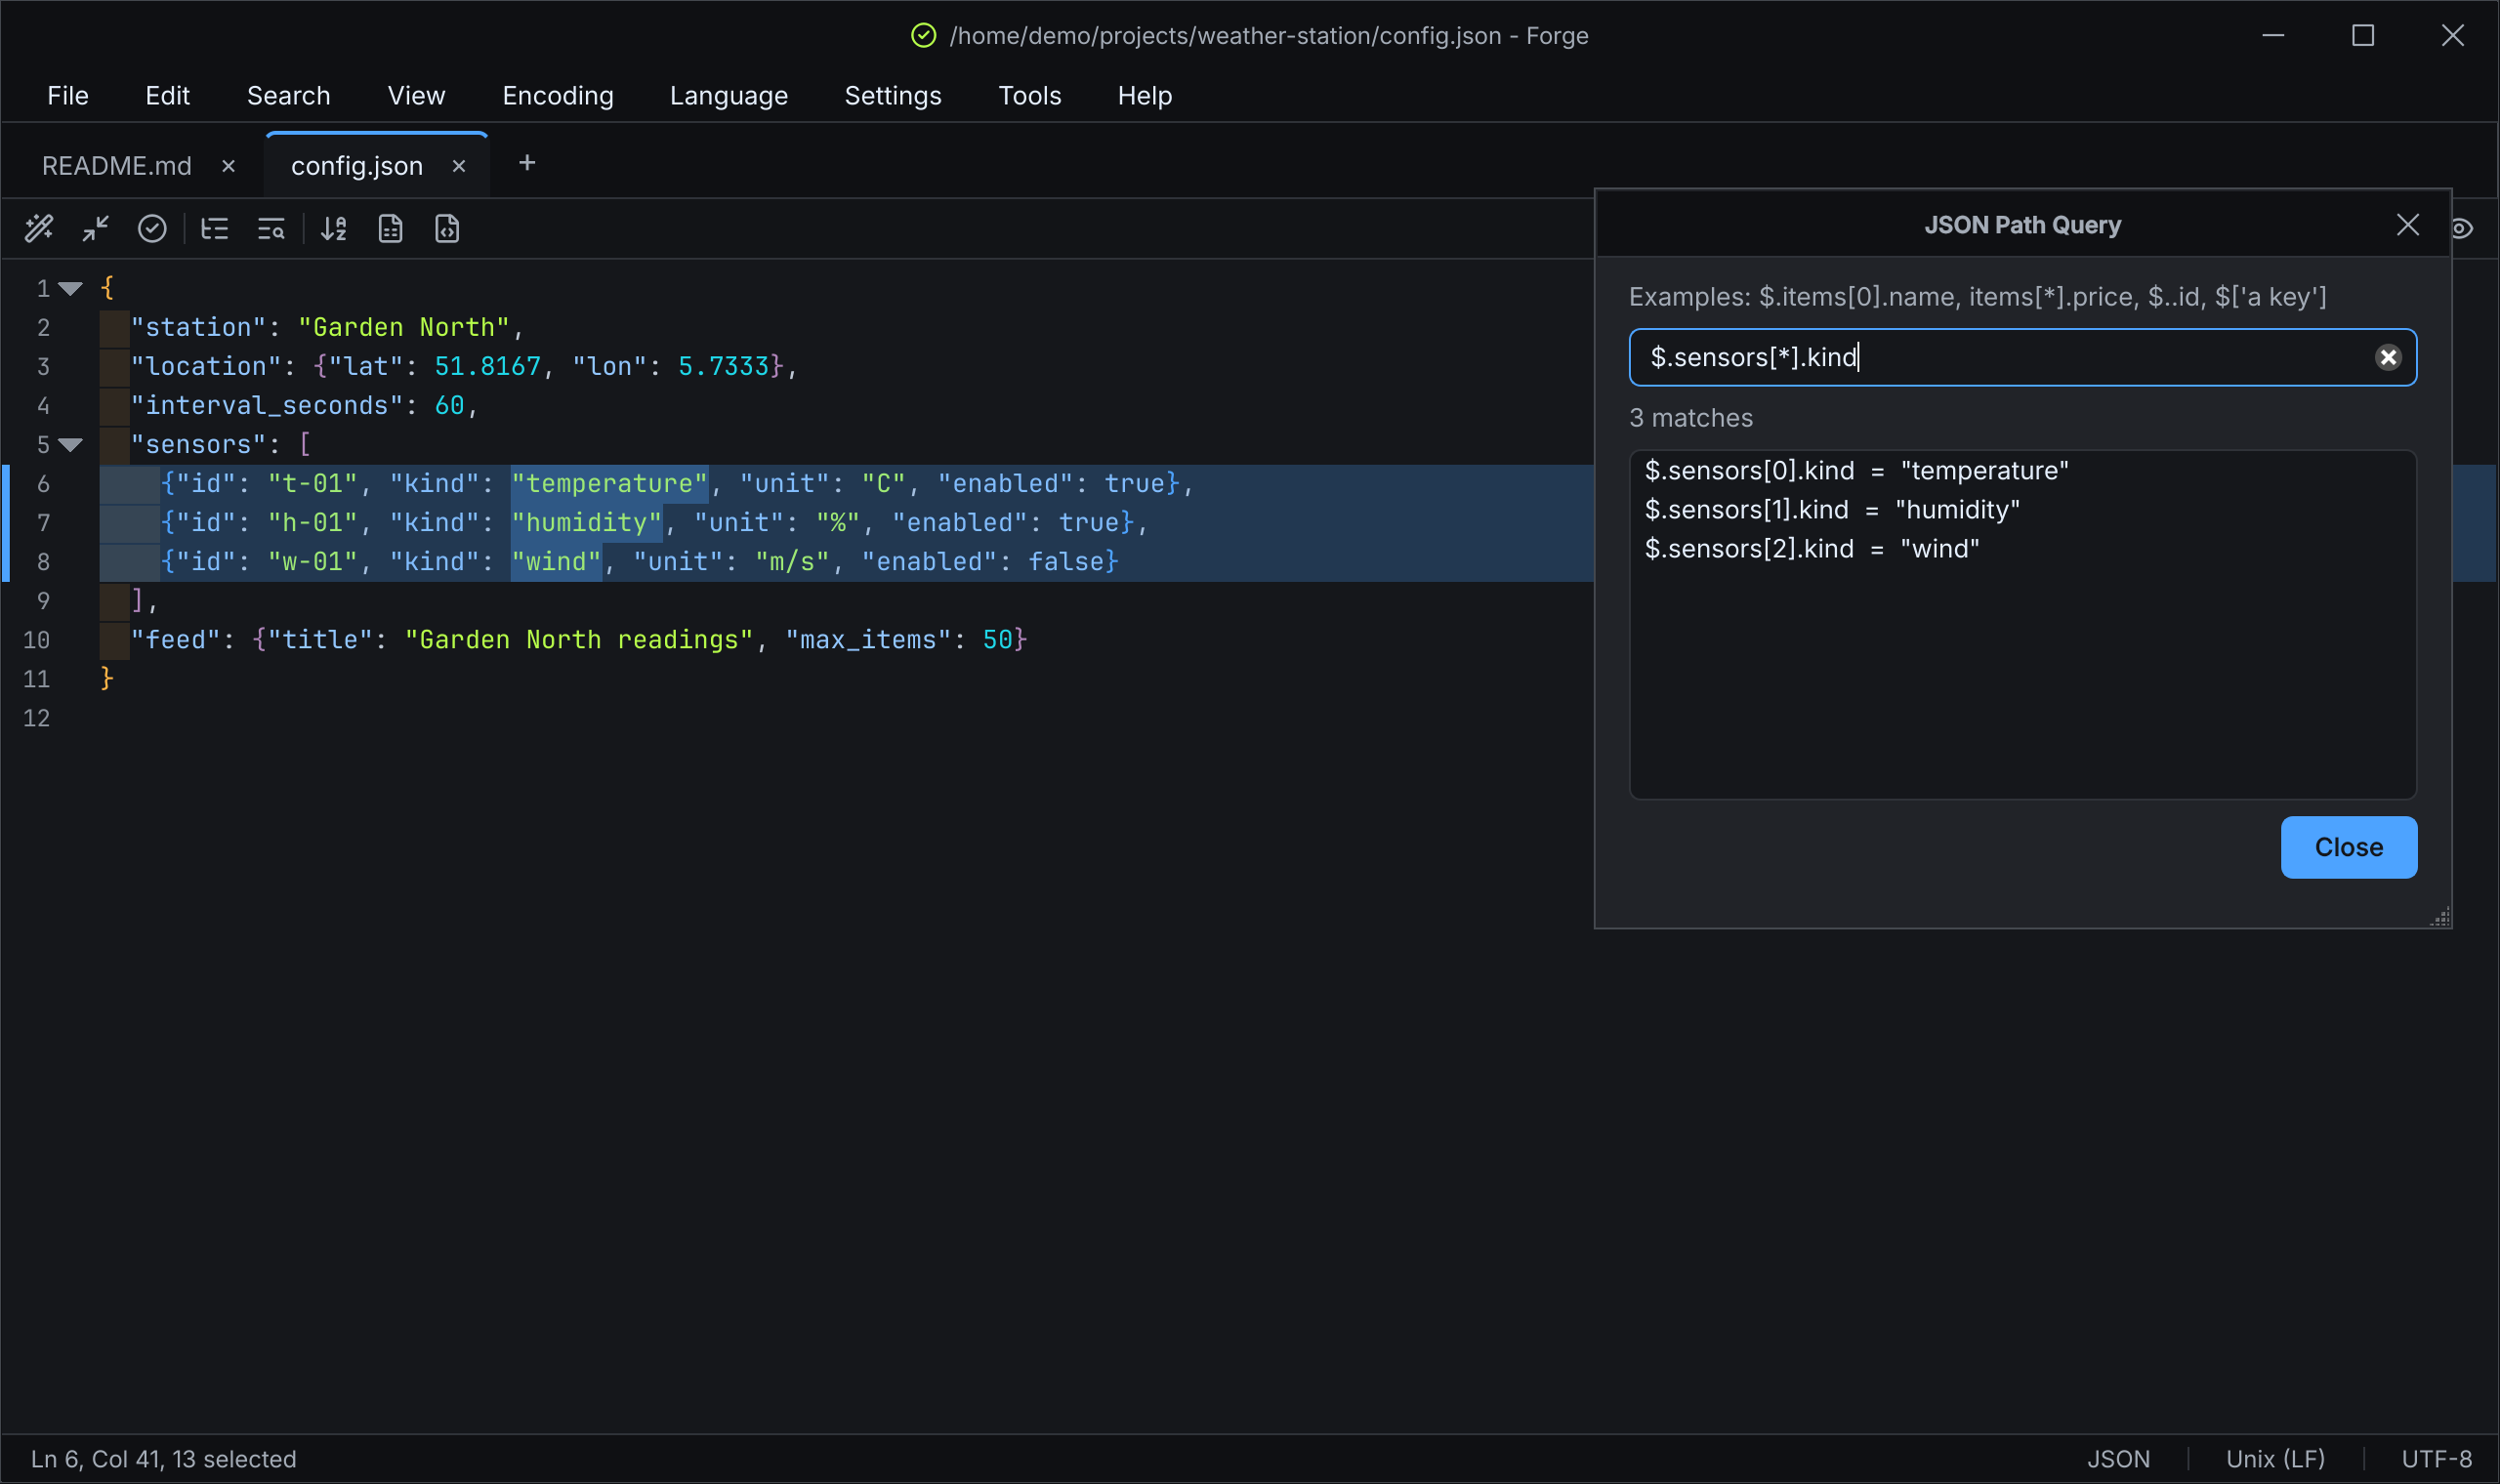 /home/demo/projects/weather-station/config.json - Forge
File Edit Search View Encoding Language Settings Tools Help
README.md config.json
1 {
2 "station": "Garden North",
3 "location": {"lat": 51.8167, "lon": 5.7333},
4 "interval_seconds": 60,
5 "sensors": [
6 {"id": "t-01", "kind": "temperature", "unit": "C", "enabled": true},
7 {"id": "h-01", "kind": "humidity", "unit": "%", "enabled": true},
8 {"id": "w-01", "kind": "wind", "unit": "m/s", "enabled": false}
9 ],
10 "feed": {"title": "Garden North readings", "max_items": 50}
11 }
12
JSON Path Query
Examples: $.items[0].name, items[*].price, $..id, $['a key']
$.sensors[*].kind
3 matches
$.sensors[0].kind = "temperature"
$.sensors[1].kind = "humidity"
$.sensors[2].kind = "wind"
Close
Ln 6, Col 41, 13 selected
JSON Unix (LF) UTF-8